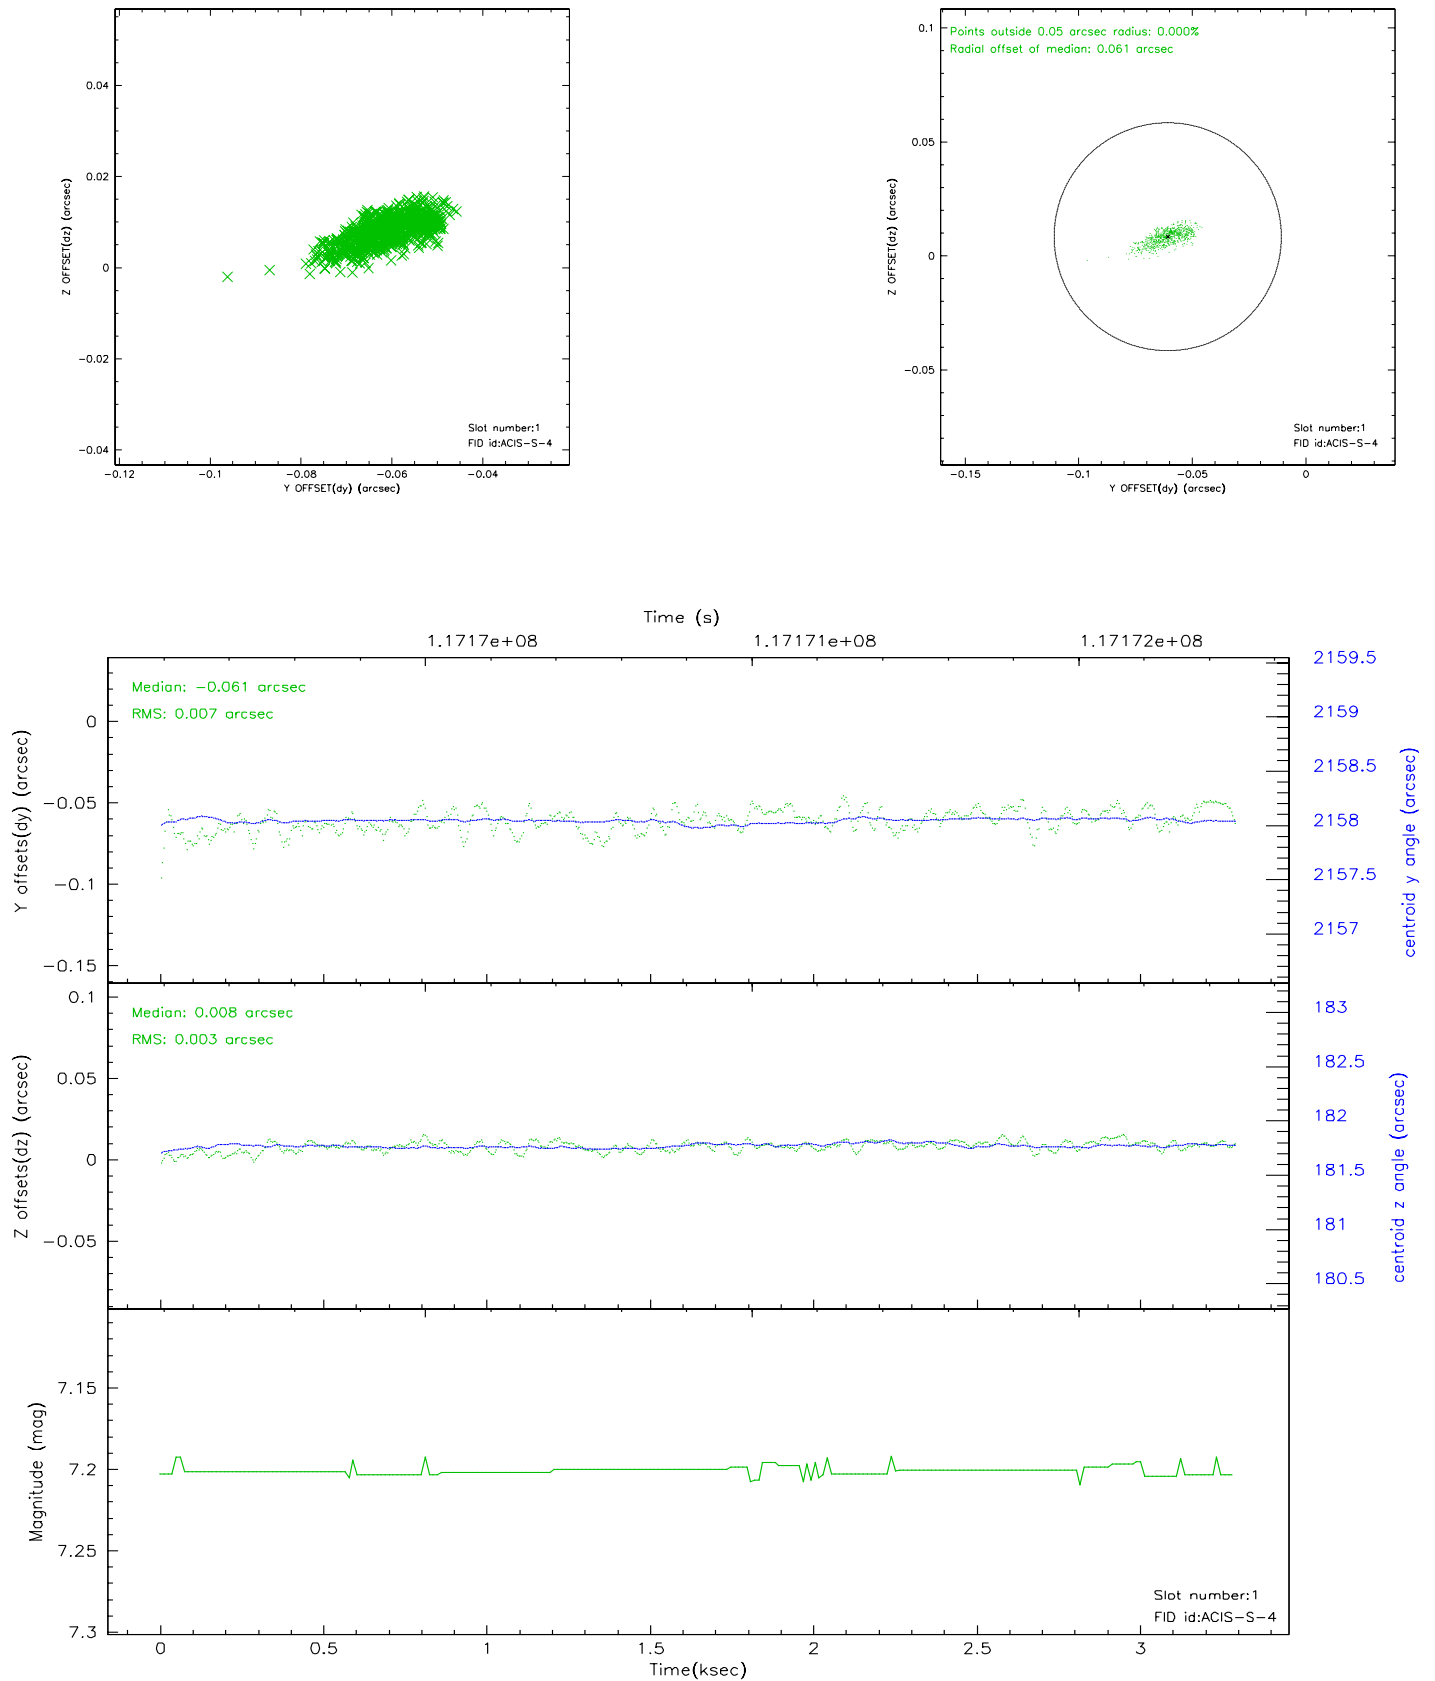 0.04
0.02
0
−0.02
−0.04
Z OFFSET(dz) (arcsec)
Slot number:1
FID id:ACIS−S−4
−0.12
−0.1
−0.08
−0.06
−0.04
Y OFFSET(dy) (arcsec)
Points outside 0.05 arcsec radius: 0.000%
Radial offset of median: 0.061 arcsec
0.1
0.05
0
−0.05
Z OFFSET(dz) (arcsec)
Slot number:1
FID id:ACIS−S−4
−0.15
−0.1
−0.05
0
Y OFFSET(dy) (arcsec)
Time (s)
1.1717e+08
1.17171e+08
1.17172e+08
Median: −0.061 arcsec
RMS: 0.007 arcsec
0
−0.05
−0.1
−0.15
Y offsets(dy) (arcsec)
2159.5
2159
2158.5
2158
2157.5
2157
centroid y angle (arcsec)
Median: 0.008 arcsec
RMS: 0.003 arcsec
0.1
0.05
0
−0.05
Z offsets(dz) (arcsec)
183
182.5
182
181.5
181
180.5
centroid z angle (arcsec)
7.15
7.2
7.25
7.3
Magnitude (mag)
Slot number:1
FID id:ACIS−S−4
0
0.5
1
1.5
2
2.5
3
Time(ksec)